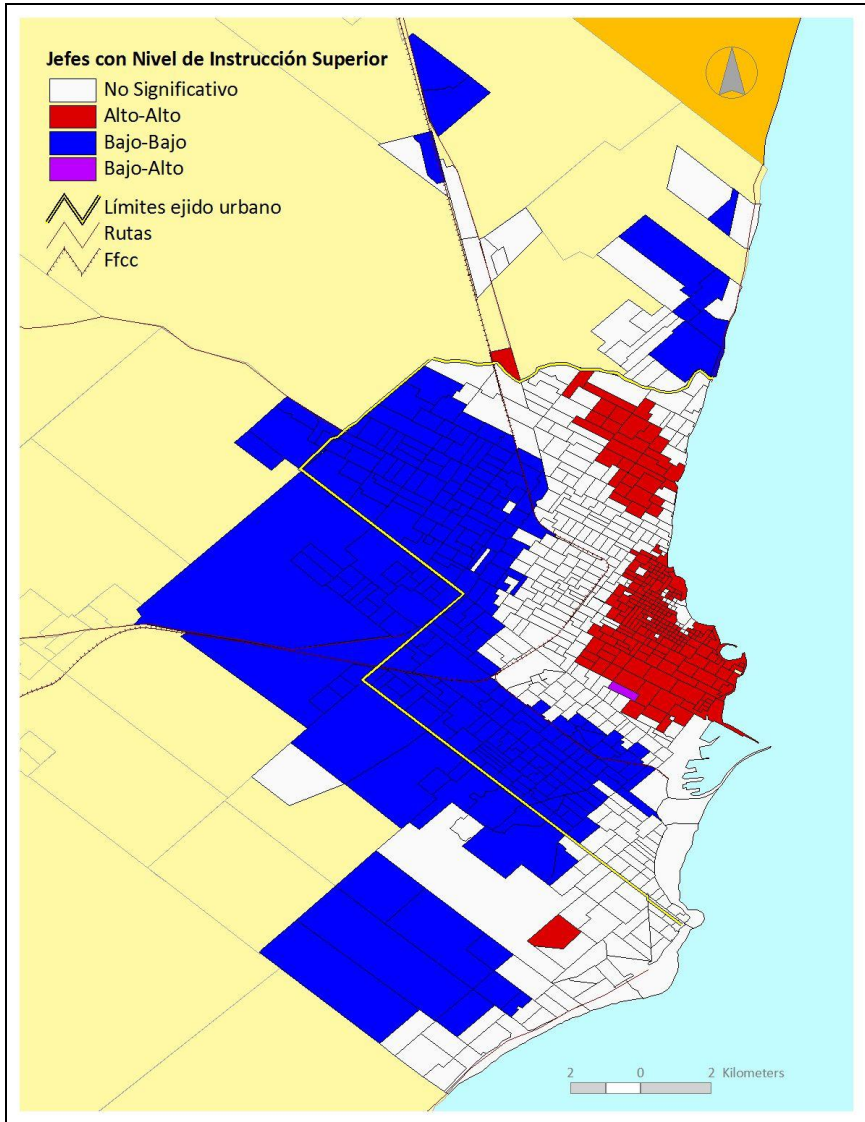 Jefes con Nivel de Instrucción Superior
No Significativo
Alto-Alto
Bajo-Bajo
Bajo-Alto
Límites ejido urbano
Rutas
Ffcc
2 0 2 Kilometers